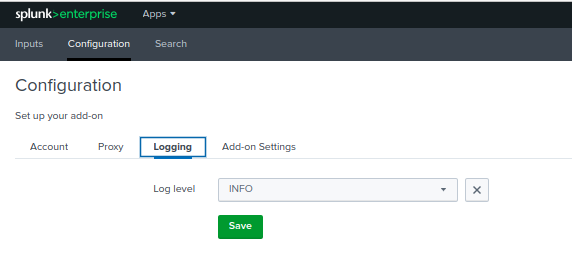 splunk>enterprise Apps
Inputs Configuration Search
Configuration
Set up your add-on
Account Proxy Logging Add-on Settings
Log level INFO
Save